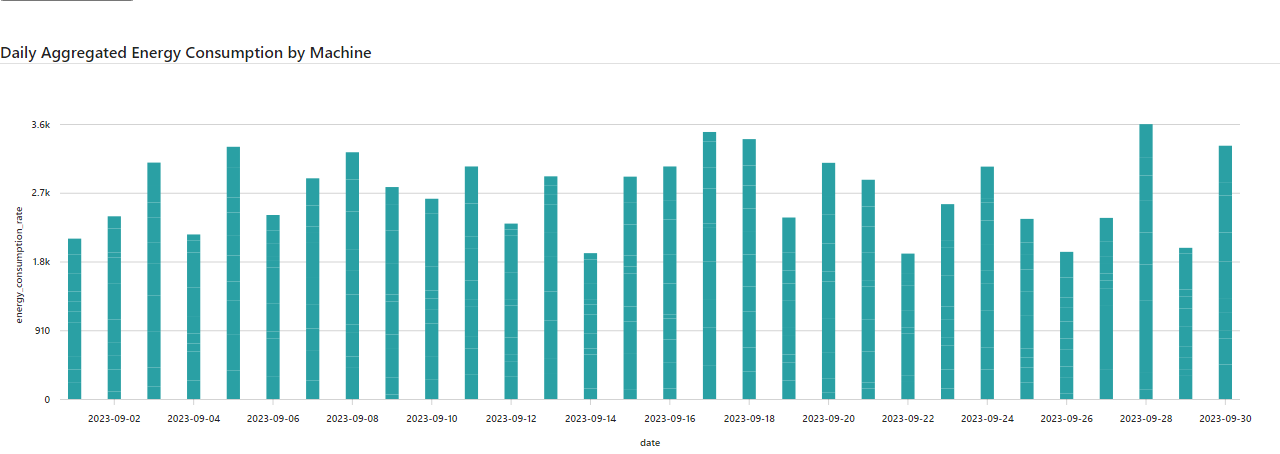 Daily Aggregated Energy Consumption by Machine
3.6k
2.7k
1.8k
910
0
energy_consumption_rate
2023-09-02 2023-09-04 2023-09-06 2023-09-08 2023-09-10 2023-09-12 2023-09-14 2023-09-16 2023-09-18 2023-09-20 2023-09-22 2023-09-24 2023-09-26 2023-09-28 2023-09-30
date